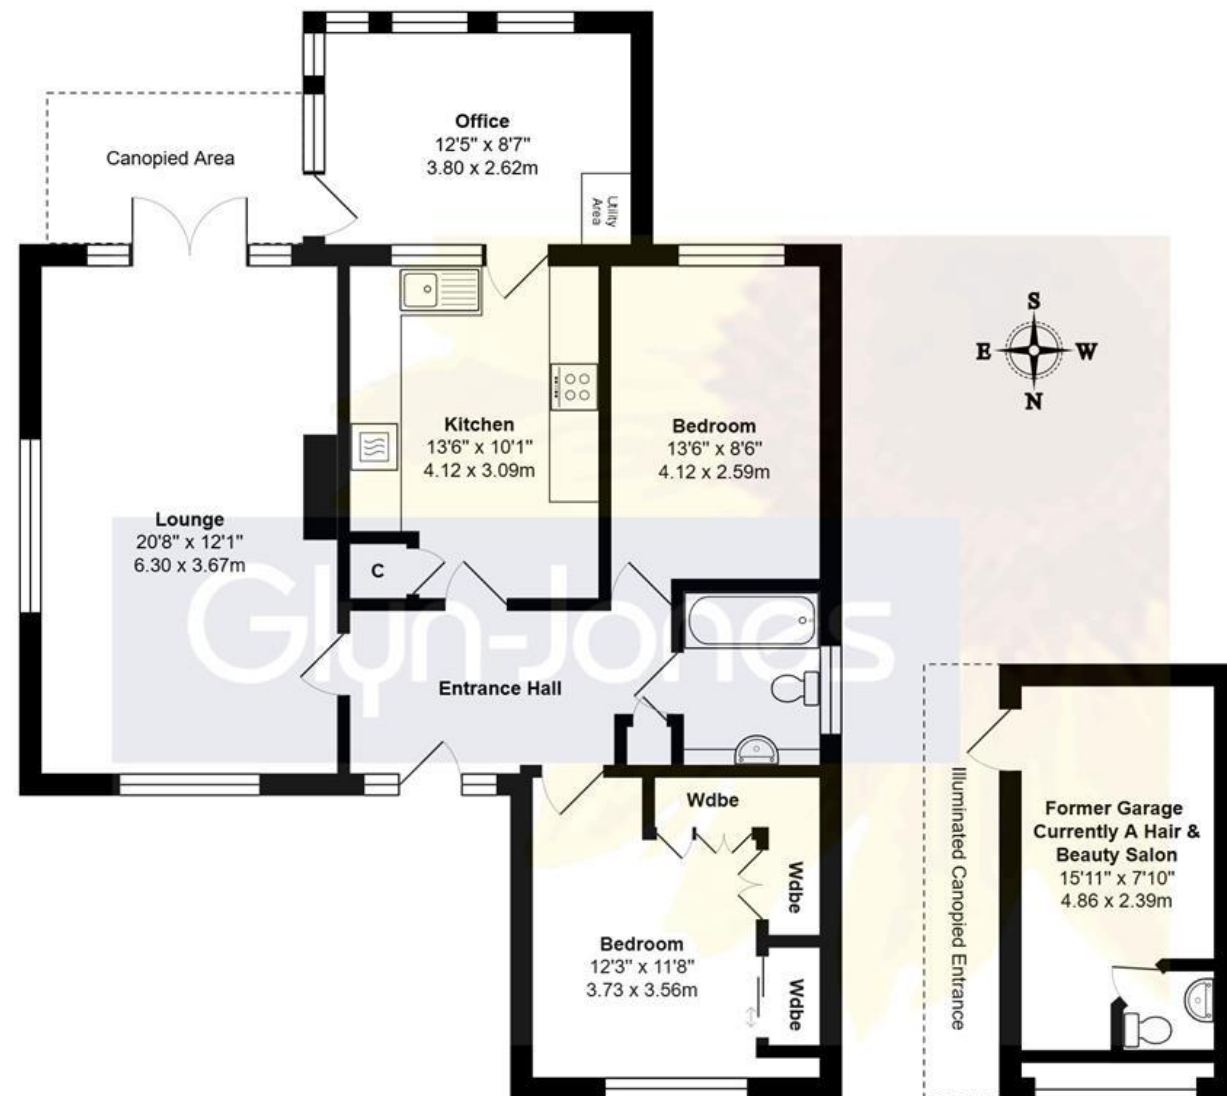 Office
12'5" x 8'7"
3.80 x 2.62m
Canopied Area
Utility
Area
S
E W
N
Kitchen
13'6" x 10'1"
4.12 x 3.09m
Bedroom
13'6" x 8'6"
4.12 x 2.59m
Lounge
20'8" x 12'1"
6.30 x 3.67m
C
Glyn-Jones
Entrance Hall
Wdbe
Wdbe
Wdbe
Bedroom
12'3" x 11'8"
3.73 x 3.56m
Illuminated Canopied Entrance
Former Garage
Currently A Hair &
Beauty Salon
15'11" x 7'10"
4.86 x 2.39m